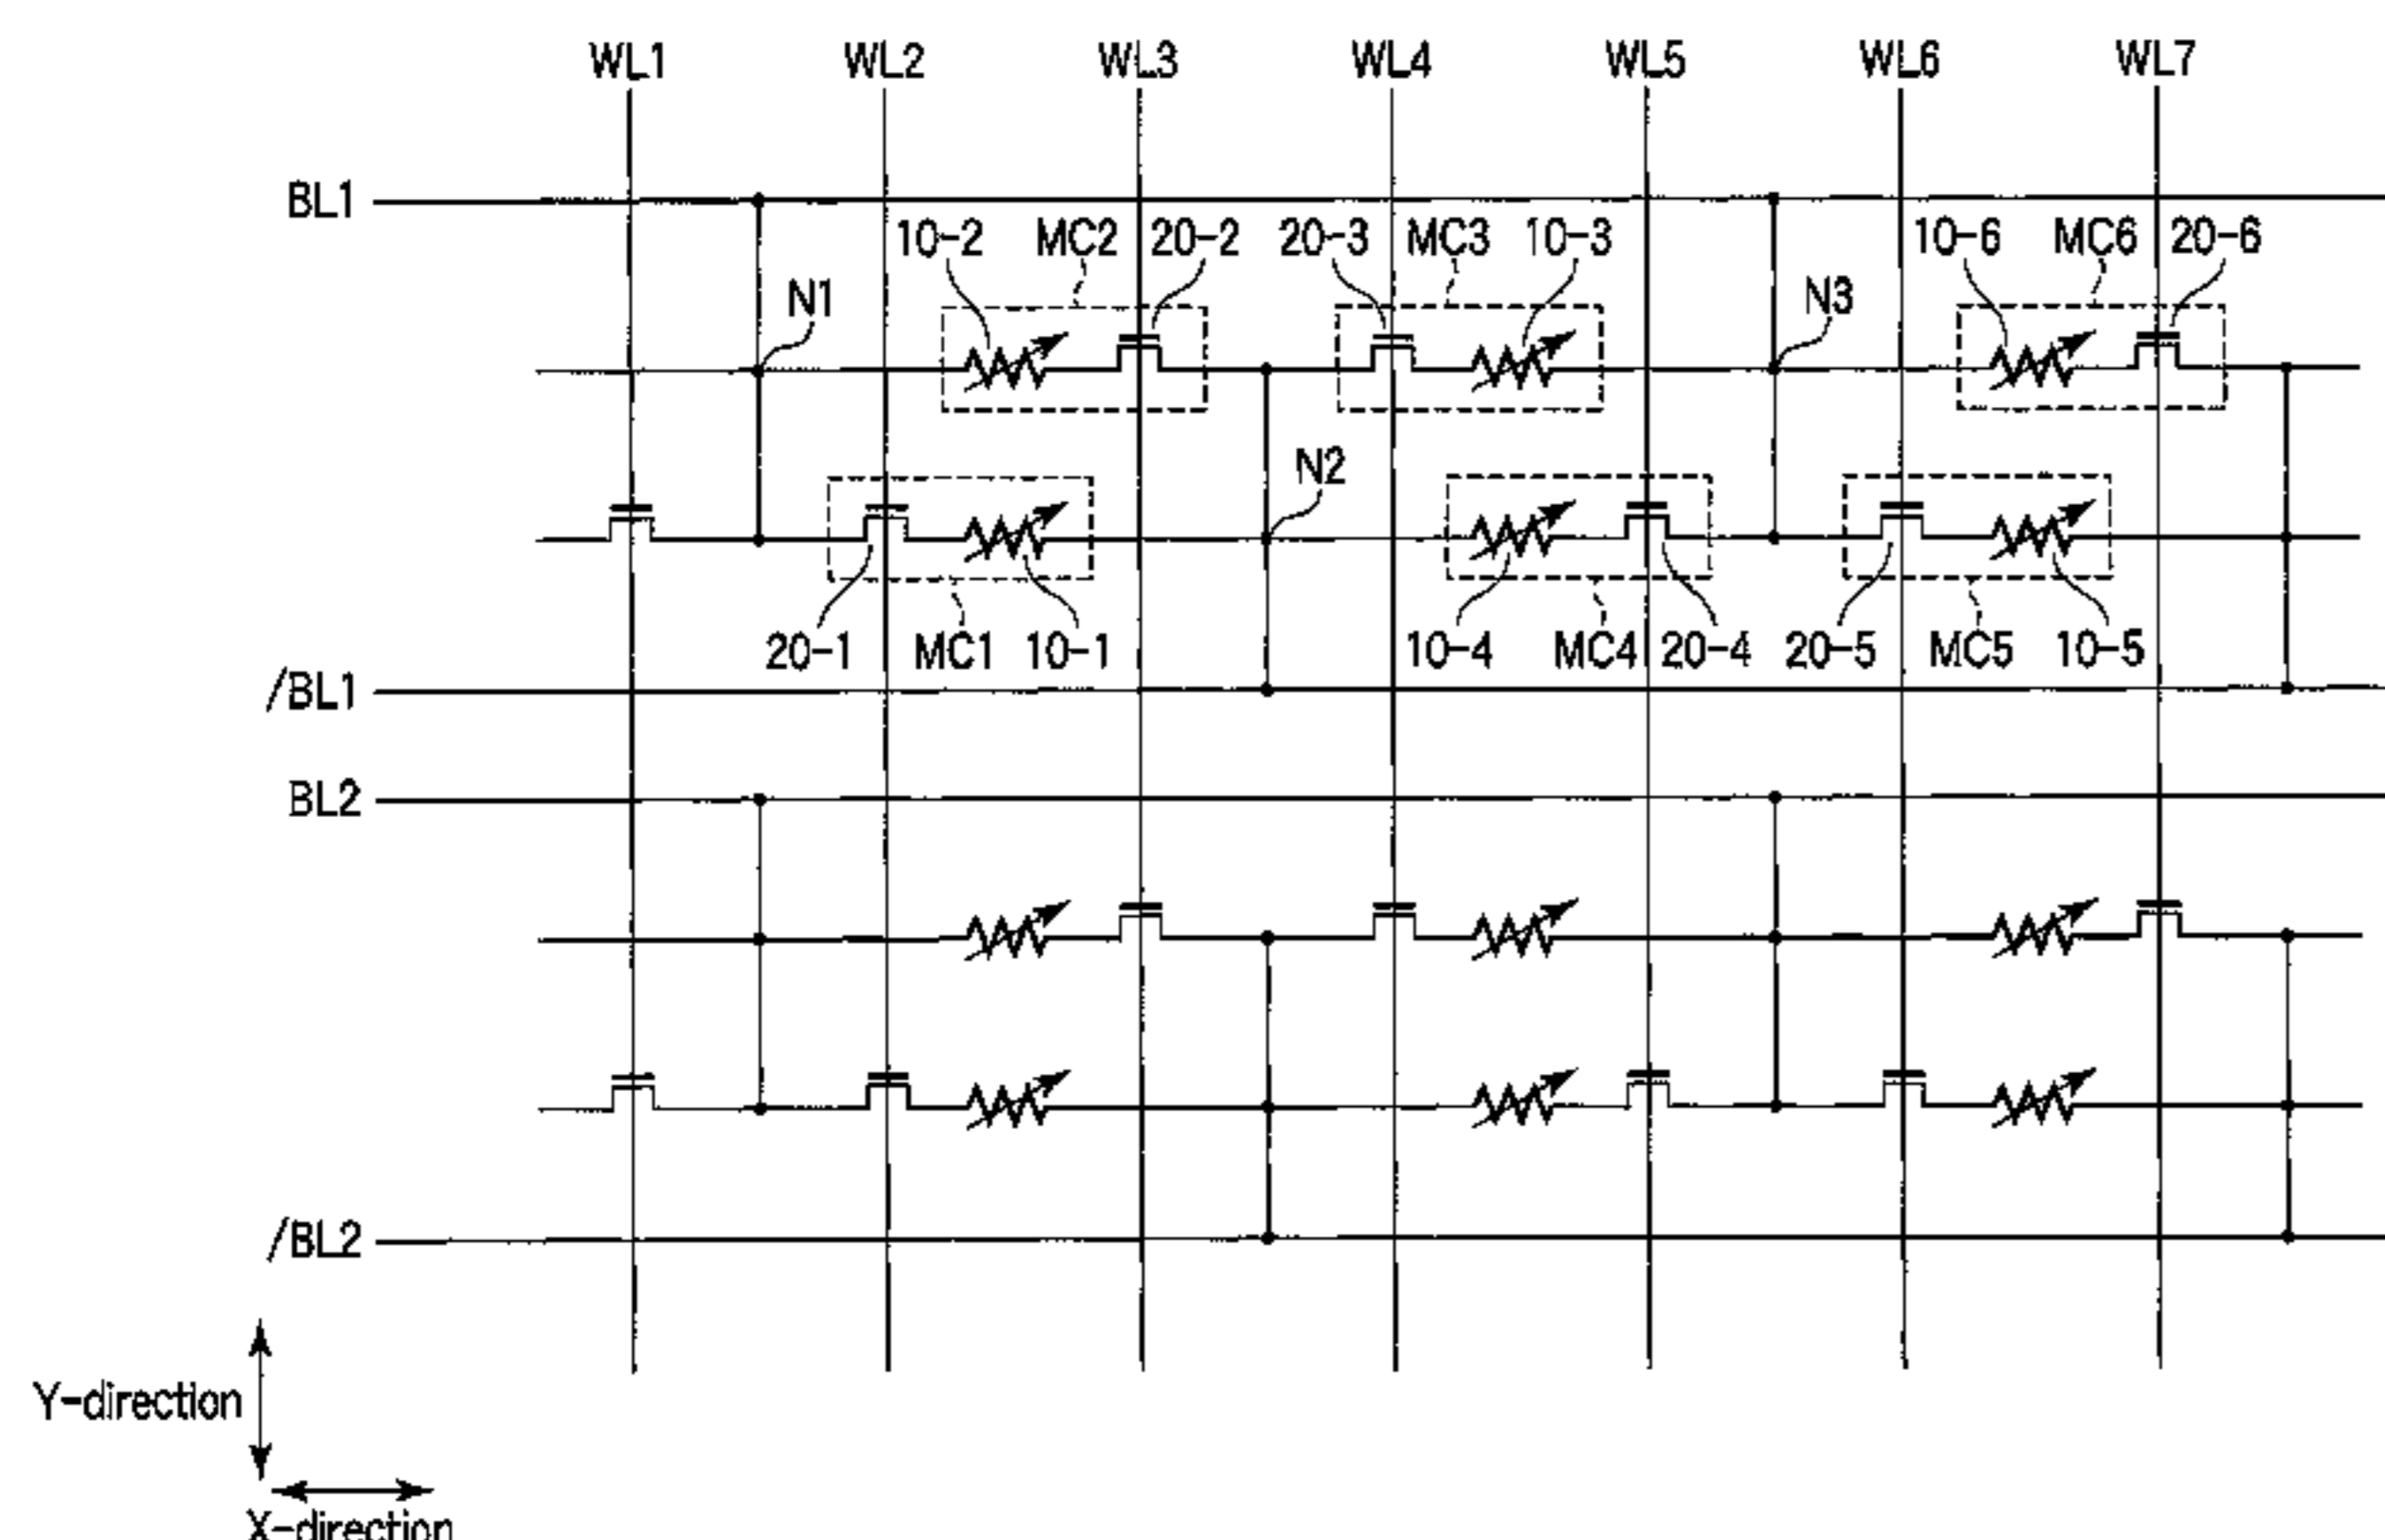 WL1 WL2 WL3 WL4 WL5 WL6 WL7
BL1
10-2 MC2 20-2 20-3 MC3 10-3 10-6 MC6 20-6
N1 N3
N2
20-1 MC1 10-1 10-4 MC4 20-4 20-5 MC5 10-5
/BL1
BL2
/BL2
Y-direction
X-direction